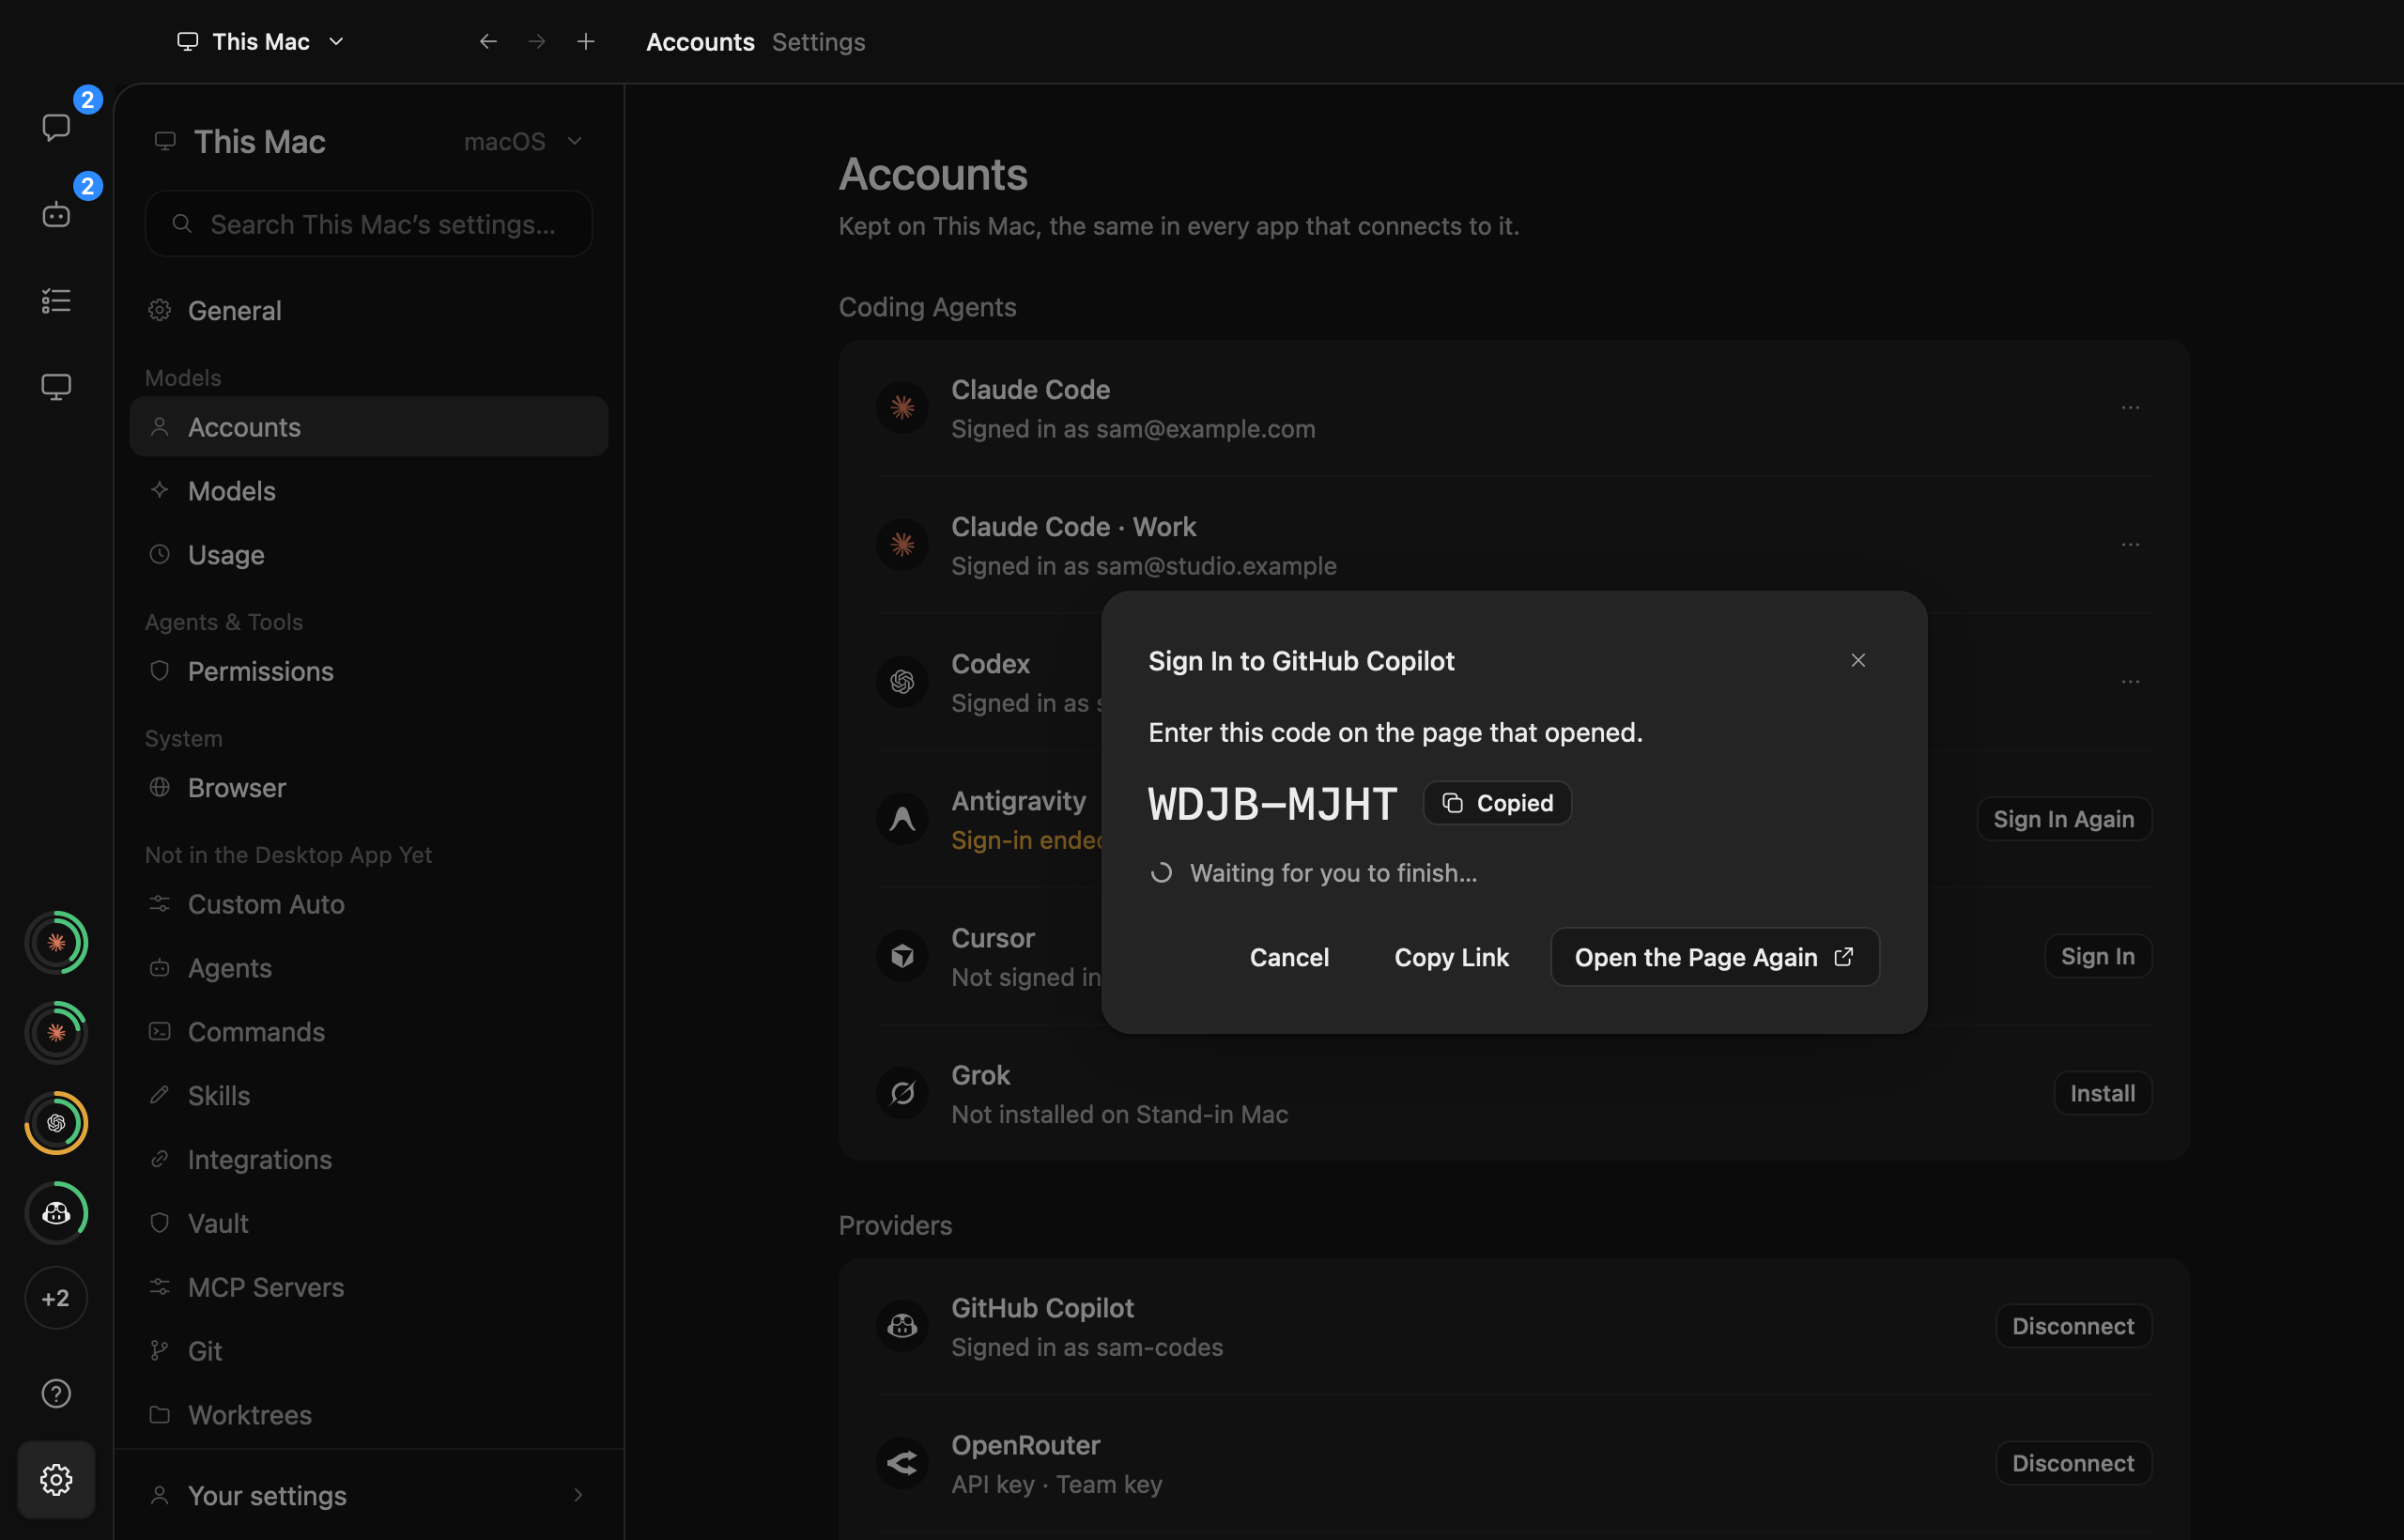 This Mac
Accounts Settings
2
2
This Mac macOS
Search This Mac's settings...
General
Models
Accounts
Models
Usage
Agents & Tools
Permissions
System
Browser
Not in the Desktop App Yet
Custom Auto
Agents
Commands
Skills
Integrations
Vault
MCP Servers
Git
Worktrees
Your settings
+2
Accounts
Kept on This Mac, the same in every app that connects to it.
Coding Agents
Claude Code
Signed in as sam@example.com
Claude Code · Work
Signed in as sam@studio.example
Codex
Signed in as
Antigravity
Sign-in ended
Sign In Again
Cursor
Not signed in
Sign In
Grok
Not installed on Stand-in Mac
Install
Sign In to GitHub Copilot
Enter this code on the page that opened.
WDJB–MJHT Copied
Waiting for you to finish...
Cancel Copy Link Open the Page Again
Providers
GitHub Copilot
Signed in as sam-codes
Disconnect
OpenRouter
API key · Team key
Disconnect